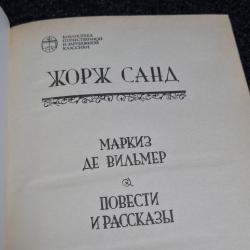 БИБЛИОТЕКА
ОТЕЧЕСТВЕННОЙ
И ЗАРУБЕЖНОЙ
КЛАССИКИ
ЖОРЖ САНД
МАРКИЗ
ДЕ ВИЛЬМЕР
ПОВЕСТИ
И РАССКАЗЫ